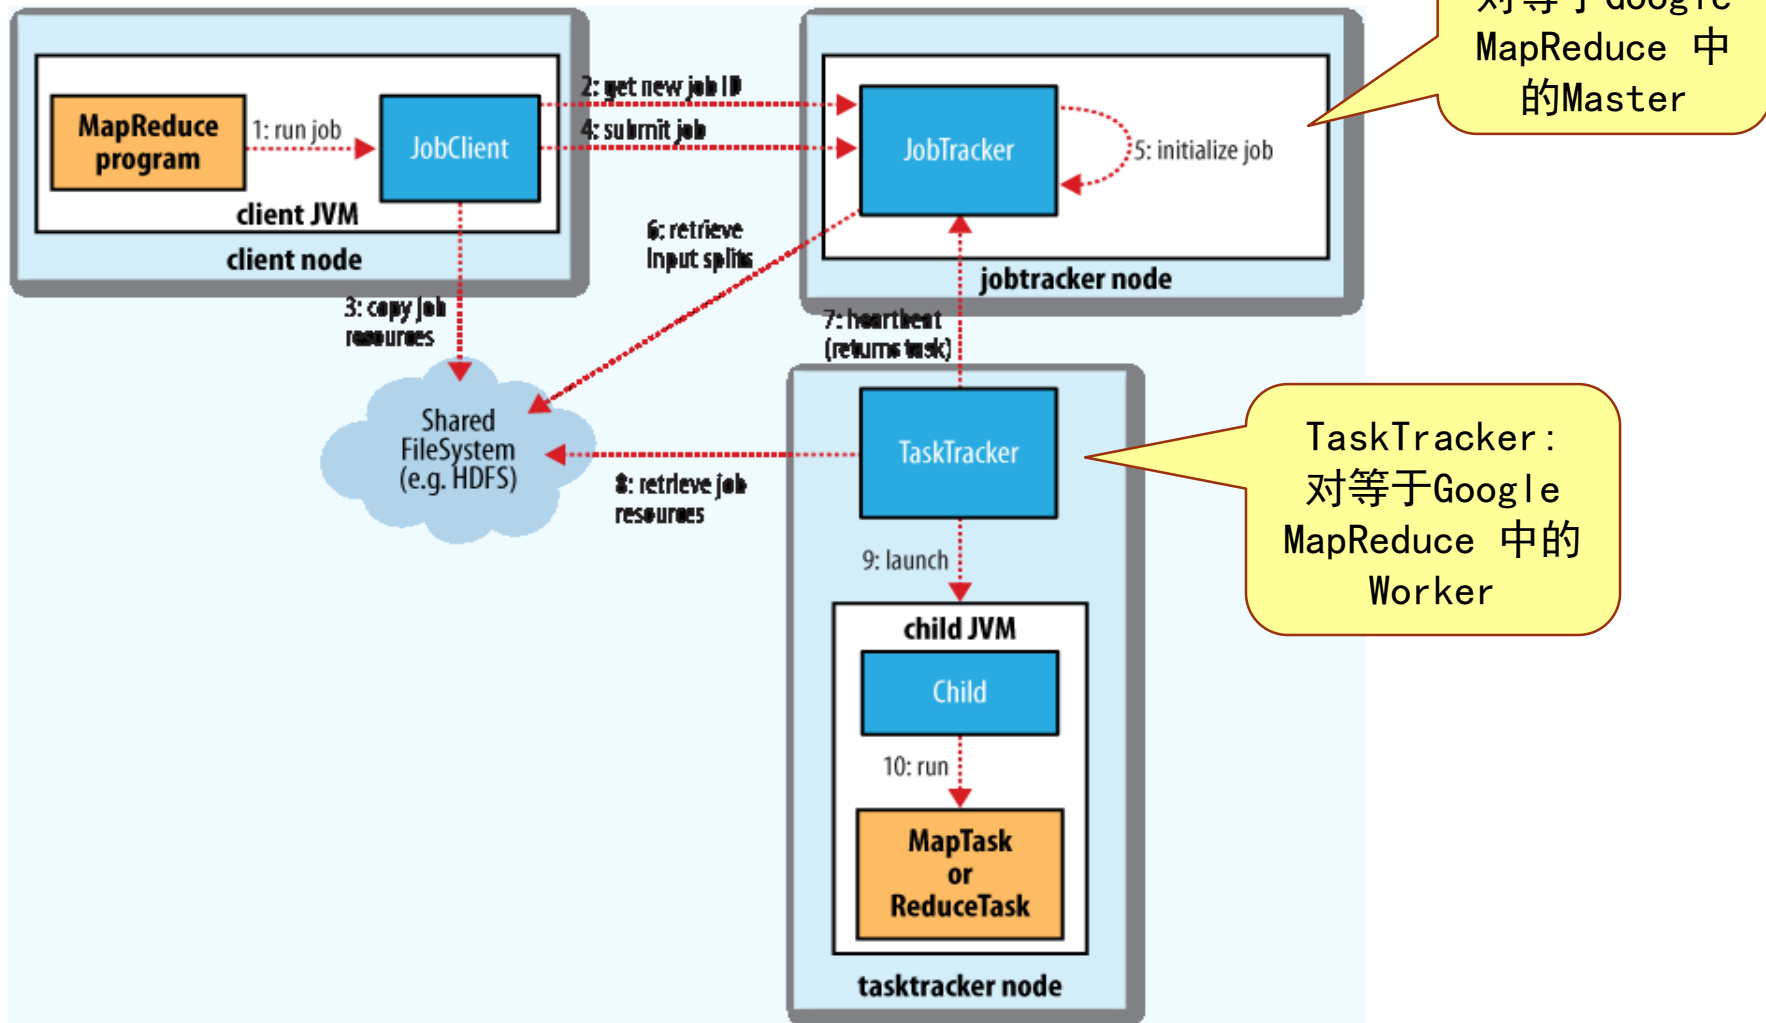 MapReduce
program
1: run job
JobClient
client JVM
client node
2: get new job ID
4: submit job
JobTracker
5: initialize job
jobtracker node
对等于Google
MapReduce 中
的Master
3: copy job
resources
6: retrieve
input splits
7: heartbeat
(returns task)
Shared
FileSystem
(e.g. HDFS)
8: retrieve job
resources
TaskTracker
TaskTracker:
对等于Google
MapReduce 中的
Worker
9: launch
child JVM
Child
10: run
MapTask
or
ReduceTask
tasktracker node